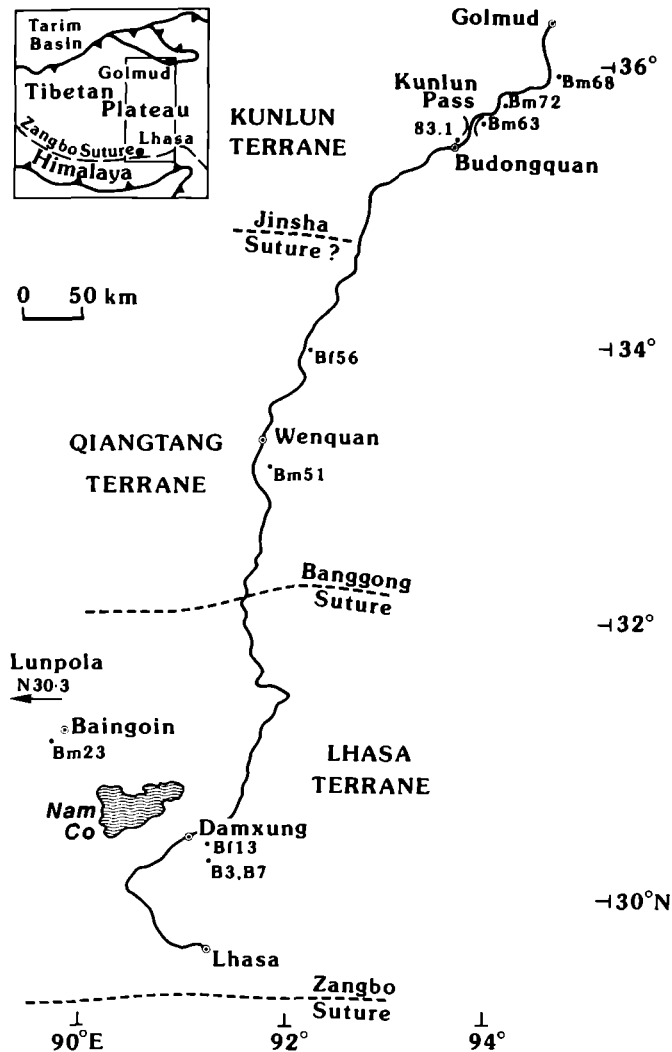 Tarim
Basin
Golmud
Tibetan
Plateau
Zangbo Suture
Lhasa
Himalaya
Golmud
36°
Kunlun
Pass
Bm68
Bm72
83.1
Bm63
KUNLUN
TERRANE
Budongquan
Jinsha
Suture ?
0 50 km
34°
Bf56
QIANGTANG
TERRANE
Wenquan
Bm51
Banggong
Suture
32°
Lunpola
N30·3
Baingoin
Bm23
LHASA
TERRANE
Nam
Co
Damxung
Bf13
B3,B7
30°N
Lhasa
Zangbo
Suture
90°E 92° 94°